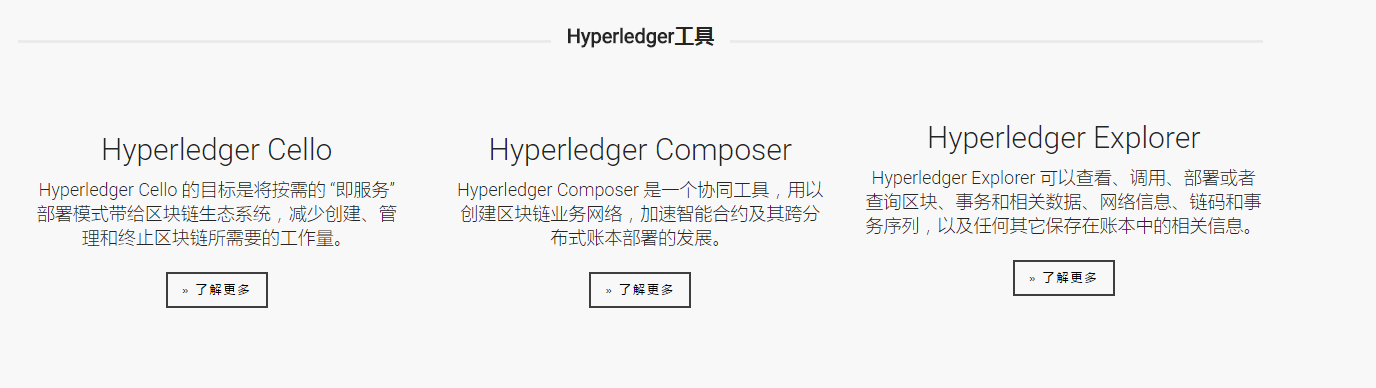 Hyperledger工具
Hyperledger Cello
Hyperledger Cello 的目标是将按需的 “即服务”
部署模式带给区块链生态系统，减少创建、管
理和终止区块链所需要的工作量。
» 了解更多
Hyperledger Composer
Hyperledger Composer 是一个协同工具，用以
创建区块链业务网络，加速智能合约及其跨分
布式账本部署的发展。
» 了解更多
Hyperledger Explorer
Hyperledger Explorer 可以查看、调用、部署或者
查询区块、事务和相关数据、网络信息、链码和事
务序列，以及任何其它保存在账本中的相关信息。
» 了解更多